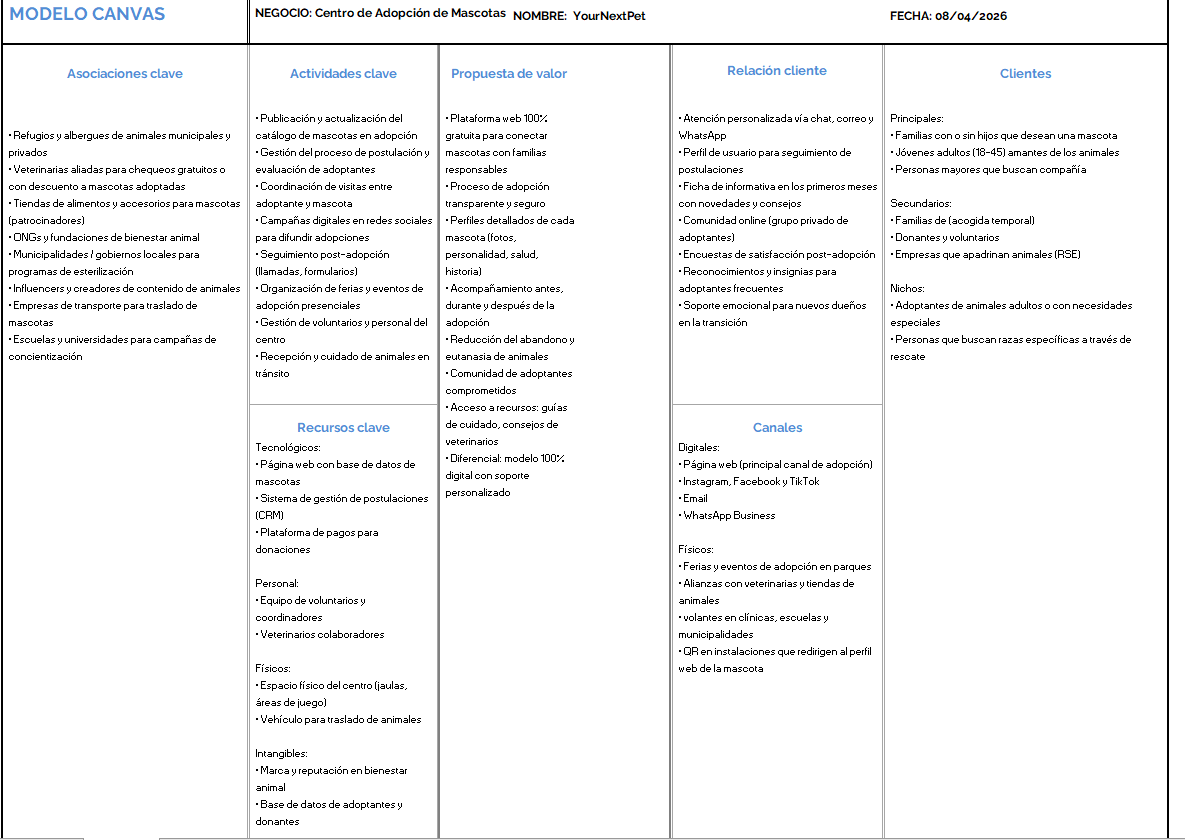 MODELO CANVAS
NEGOCIO: Centro de Adopción de Mascotas NOMBRE: YourNextPet
FECHA: 08/04/2026
Asociaciones clave
• Refugios y albergues de animales municipales y
privados
• Veterinarias aliadas para chequeos gratuitos o
con descuento a mascotas adoptadas
• Tiendas de alimentos y accesorios para mascotas
(patrocinadores)
• ONGs y fundaciones de bienestar animal
• Municipalidades / gobiernos locales para
programas de esterilización
• Influencers y creadores de contenido de animales
• Empresas de transporte para traslado de
mascotas
• Escuelas y universidades para campañas de
concientización
Actividades clave
• Publicación y actualización del
catálogo de mascotas en adopción
• Gestión del proceso de postulación y
evaluación de adoptantes
• Coordinación de visitas entre
adoptante y mascota
• Campañas digitales en redes sociales
para difundir adopciones
• Seguimiento post-adopción
(llamadas, formularios)
• Organización de ferias y eventos de
adopción presenciales
• Gestión de voluntarios y personal del
centro
• Recepción y cuidado de animales en
tránsito
Recursos clave
Tecnológicos:
• Página web con base de datos de
mascotas
• Sistema de gestión de postulaciones
(CRM)
• Plataforma de pagos para
donaciones
Personal:
• Equipo de voluntarios y
coordinadores
• Veterinarios colaboradores
Físicos:
• Espacio físico del centro (jaulas,
áreas de juego)
• Vehículo para traslado de animales
Intangibles:
• Marca y reputación en bienestar
animal
• Base de datos de adoptantes y
donantes
Propuesta de valor
• Plataforma web 100%
gratuita para conectar
mascotas con familias
responsables
• Proceso de adopción
transparente y seguro
• Perfiles detallados de cada
mascota (fotos,
personalidad, salud,
historia)
• Acompañamiento antes,
durante y después de la
adopción
• Reducción del abandono y
eutanasia de animales
• Comunidad de adoptantes
comprometidos
• Acceso a recursos: guías
de cuidado, consejos de
veterinarios
• Diferencial: modelo 100%
digital con soporte
personalizado
Relación cliente
• Atención personalizada vía chat, correo y
WhatsApp
• Perfil de usuario para seguimiento de
postulaciones
• Ficha de informativa en los primeros meses
con novedades y consejos
• Comunidad online (grupo privado de
adoptantes)
• Encuestas de satisfacción post-adopción
• Reconocimientos y insignias para
adoptantes frecuentes
• Soporte emocional para nuevos dueños
en la transición
Canales
Digitales:
• Página web (principal canal de adopción)
• Instagram, Facebook y TikTok
• Email
• WhatsApp Business
Físicos:
• Ferias y eventos de adopción en parques
• Alianzas con veterinarias y tiendas de
animales
• volantes en clínicas, escuelas y
municipalidades
• QR en instalaciones que redirigen al perfil
web de la mascota
Clientes
Principales:
• Familias con o sin hijos que desean una mascota
• Jóvenes adultos (18-45) amantes de los animales
• Personas mayores que buscan compañía
Secundarios:
• Familias de (acogida temporal)
• Donantes y voluntarios
• Empresas que apadrinan animales (RSE)
Nichos:
• Adoptantes de animales adultos o con necesidades
especiales
• Personas que buscan razas específicas a través de
rescate